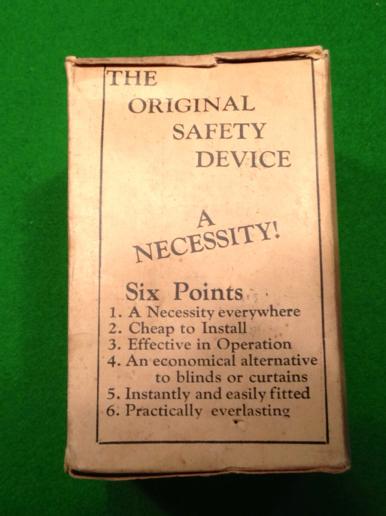 THE
ORIGINAL
SAFETY
DEVICE
A
NECESSITY!
Six Points
1. A Necessity everywhere
2. Cheap to Install
3. Effective in Operation
4. An economical alternative
to blinds or curtains
5. Instantly and easily fitted
6. Practically everlasting